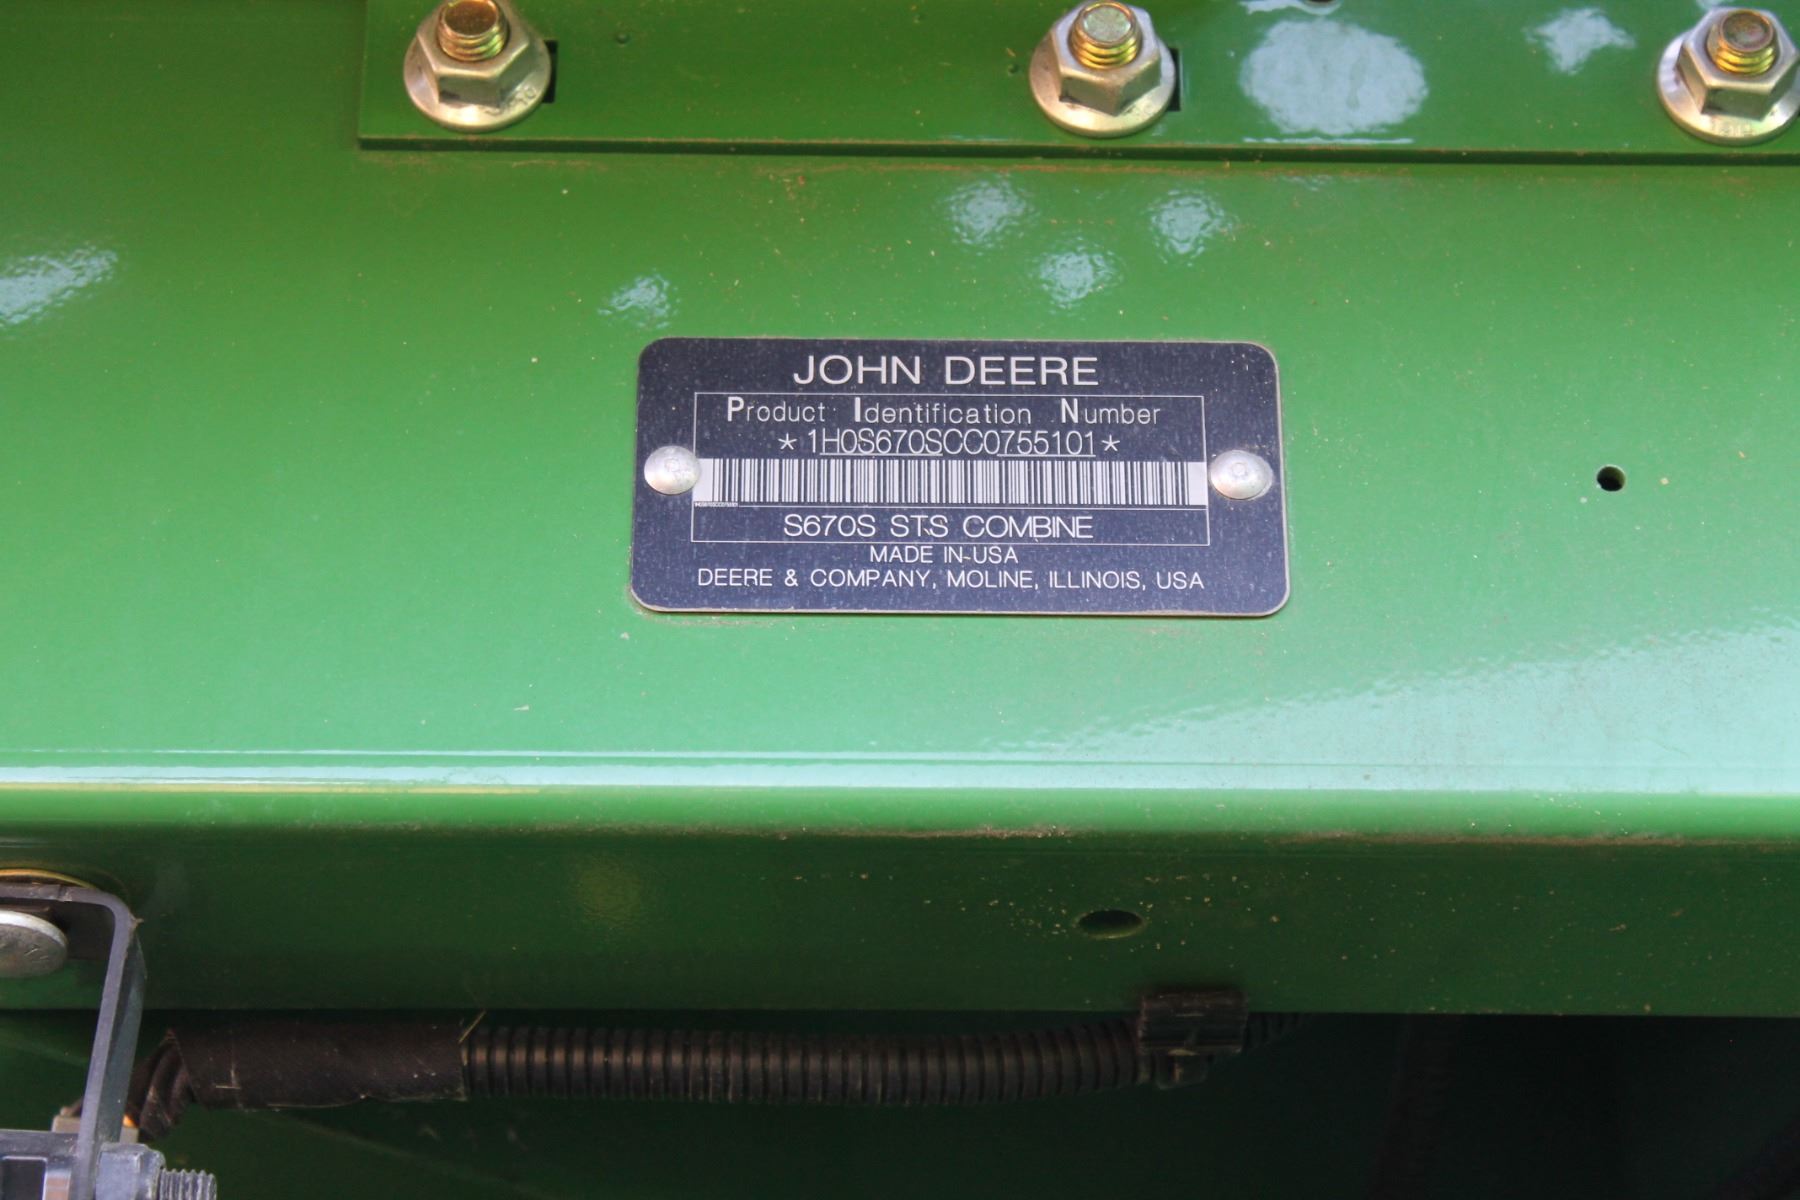 JOHN DEERE
Product Identification Number
*1H0S670SCC0755101*
S670S STS COMBINE
MADE IN USA
DEERE & COMPANY, MOLINE, ILLINOIS, USA